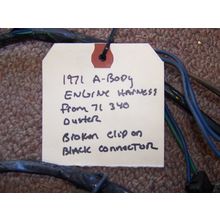 1971 A-Body
ENGINE HARNESS
From 71 340
Duster
Broken Clip on
Black connector